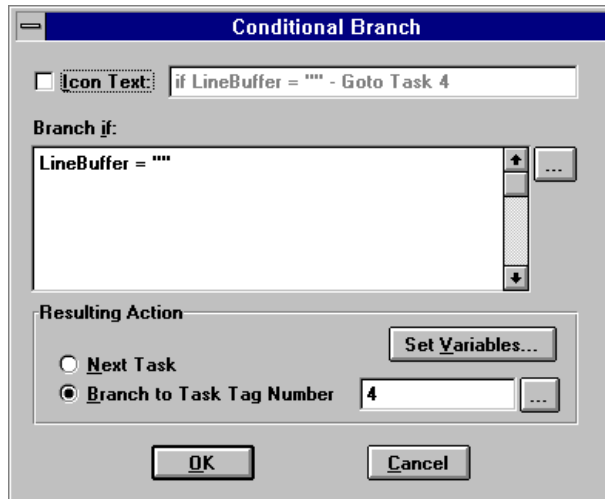 Conditional Branch
Icon Text: if LineBuffer = "" - Goto Task 4
Branch if:
LineBuffer = ""
...
Resulting Action
Set Variables...
Next Task
Branch to Task Tag Number 4 ...
OK Cancel